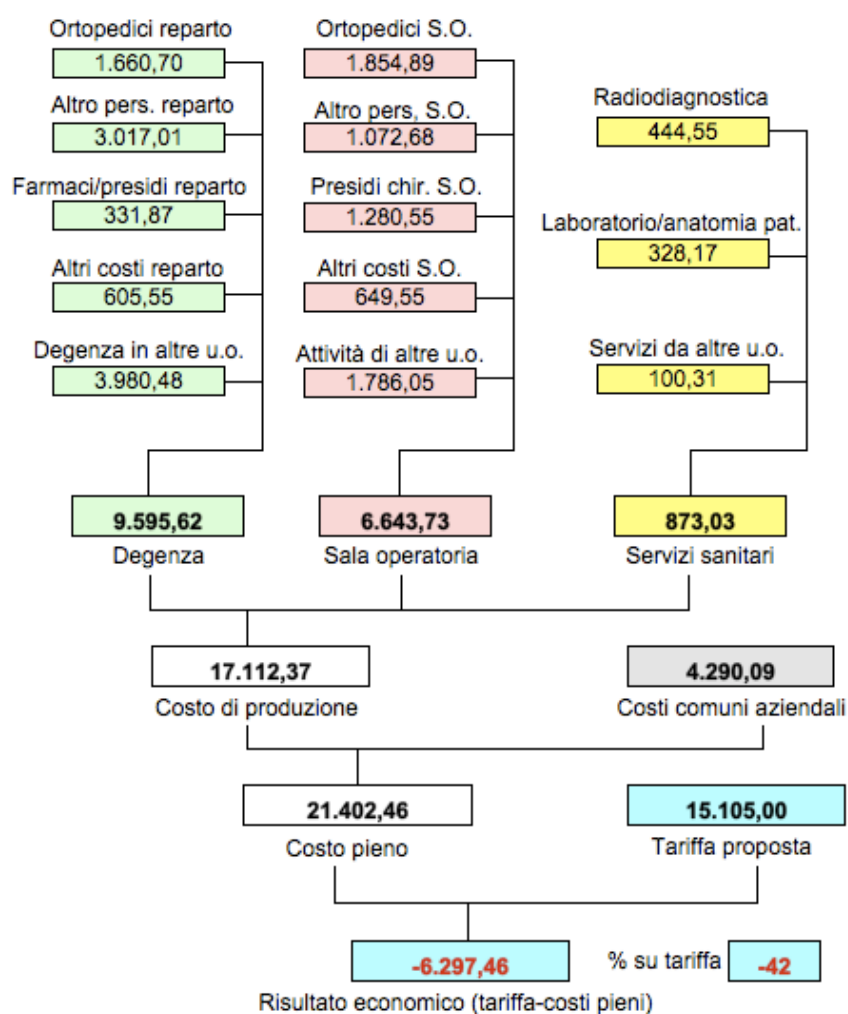 Ortopedici reparto
1.660,70
Altro pers. reparto
3.017,01
Farmaci/presidi reparto
331,87
Altri costi reparto
605,55
Degenza in altre u.o.
3.980,48
Ortopedici S.O.
1.854,89
Altro pers, S.O.
1.072,68
Presidi chir. S.O.
1.280,55
Altri costi S.O.
649,55
Attività di altre u.o.
1.786,05
Radiodiagnostica
444,55
Laboratorio/anatomia pat.
328,17
Servizi da altre u.o.
100,31
9.595,62
Degenza
6.643,73
Sala operatoria
873,03
Servizi sanitari
17.112,37
Costo di produzione
4.290,09
Costi comuni aziendali
21.402,46
Costo pieno
15.105,00
Tariffa proposta
-6.297,46
% su tariffa
-42
Risultato economico (tariffa-costi pieni)